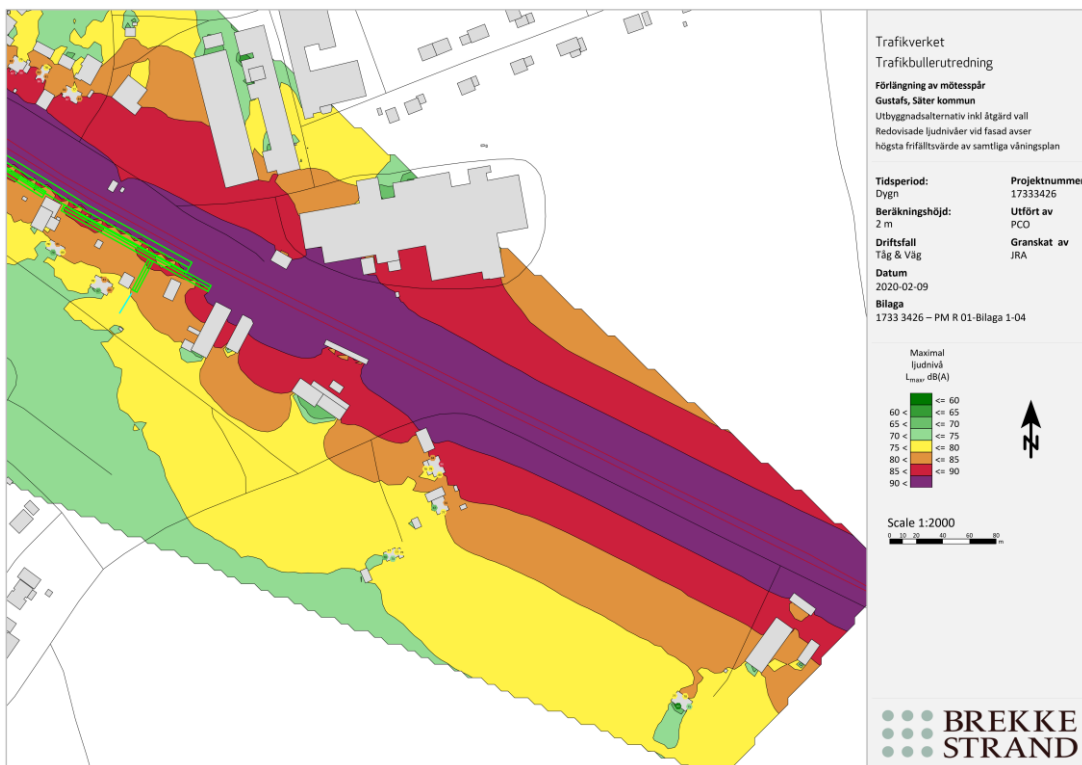 Trafikverket
Trafikbullerutredning
Förlängning av mötesspår
Gustafs, Säter kommun
Utbyggnadsalternativ inkl åtgärd vall
Redovisade ljudnivåer vid fasad avser
högsta frifältsvärde av samtliga våningsplan
Tidsperiod: Projektnummer
Dygn 17333426
Beräkningshöjd: Utfört av
2 m PCO
Driftsfall Granskat av
Tåg & Väg JRA
Datum
2020-02-09
Bilaga
1733 3426 – PM R 01-Bilaga 1-04
Maximal
ljudnivå
Lmax, dB(A)
<= 60
60 < <= 65
65 < <= 70
70 < <= 75
75 < <= 80
80 < <= 85
85 < <= 90
90 <
N
Scale 1:2000
0 10 20 40 60 80
m
BREKKE
STRAND